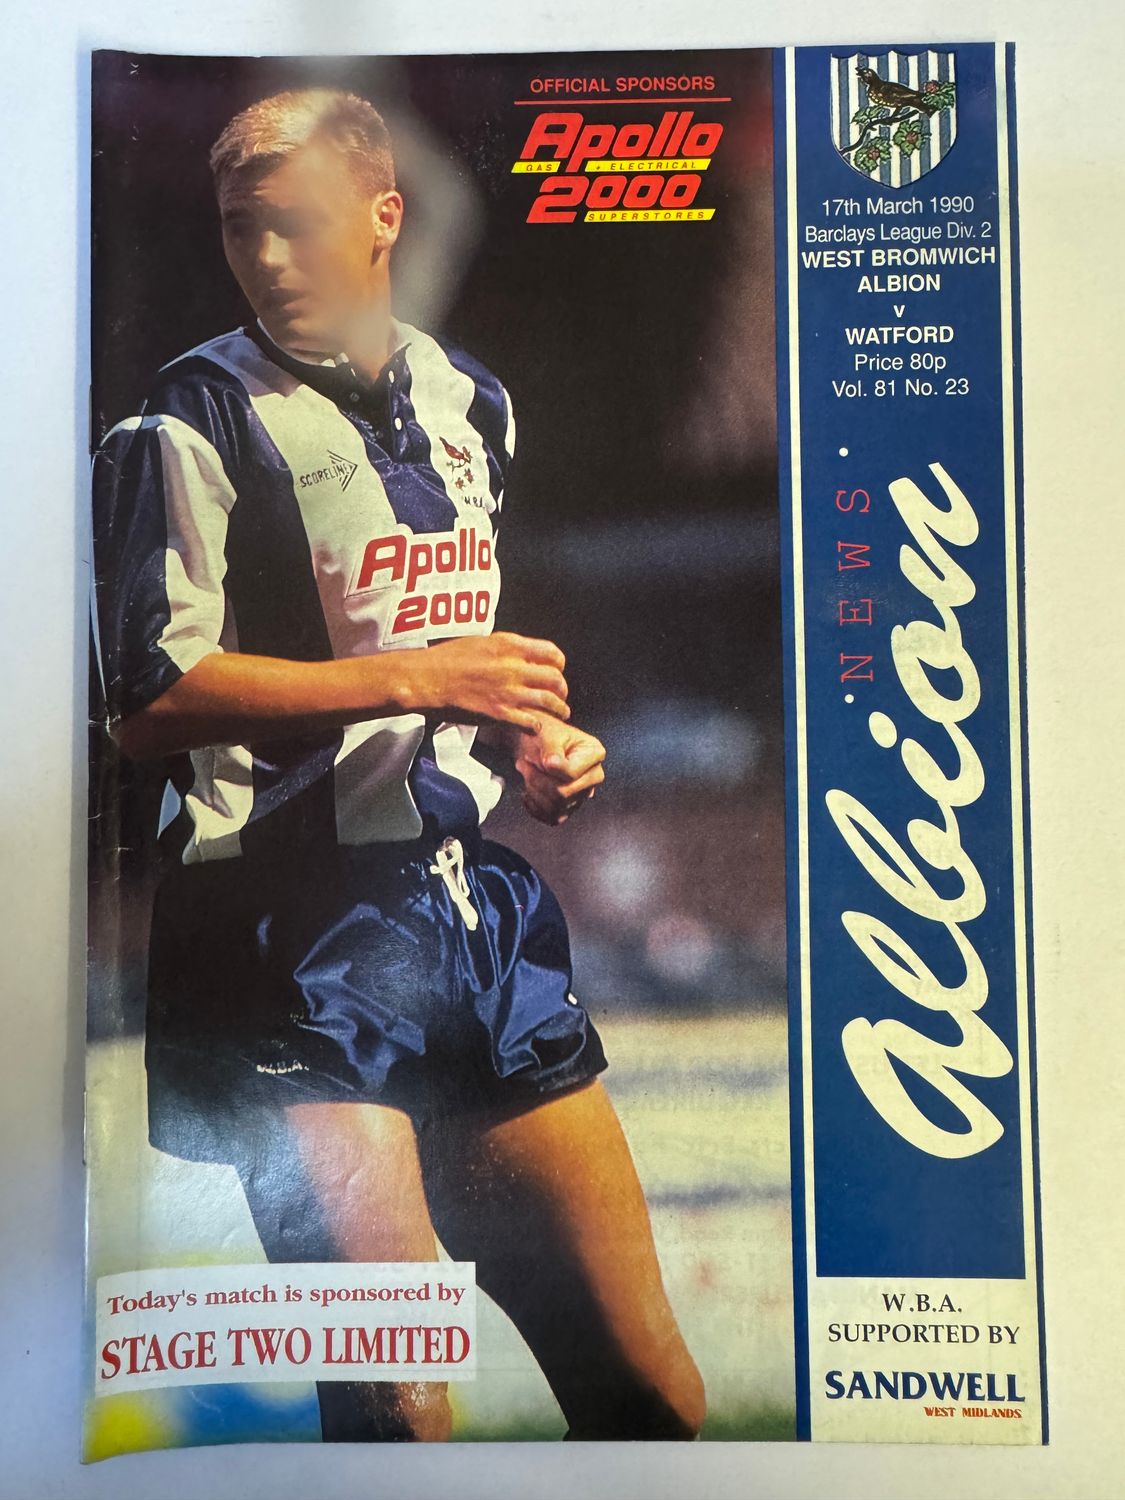 OFFICIAL SPONSORS
Apollo
GAS + ELECTRICAL
2000
SUPERSTORES
17th March 1990
Barclays League Div. 2
WEST BROMWICH
ALBION
v
WATFORD
Price 80p
Vol. 81 No. 23
albion
• NEWS •
SCORELINE
W.B.A.
Apollo
2000
W.B.A.
Today's match is sponsored by
STAGE TWO LIMITED
W.B.A.
SUPPORTED BY
SANDWELL
WEST MIDLANDS